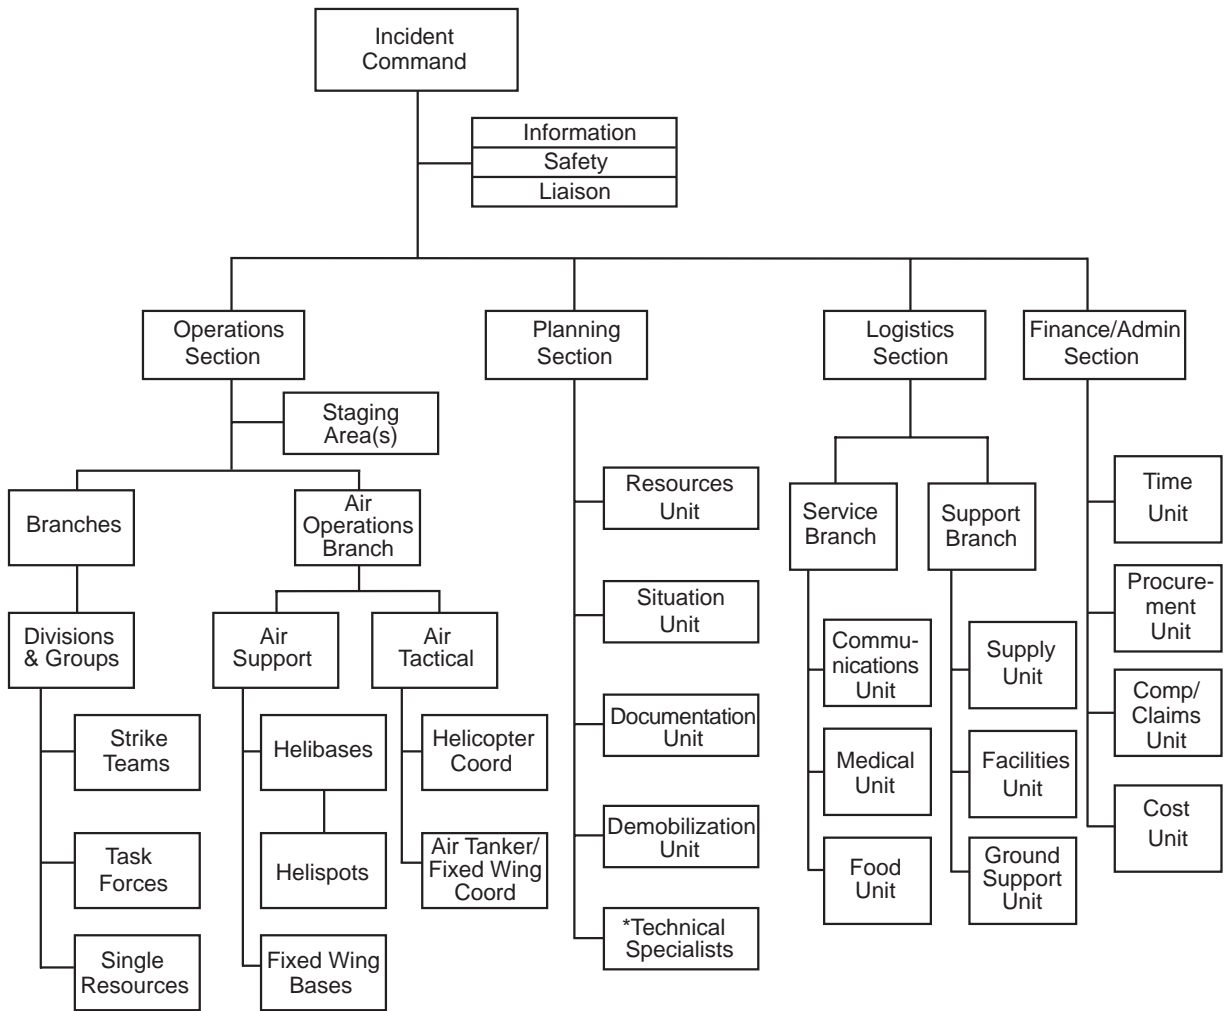 Incident
Command
Information
Safety
Liaison
Operations
Section
Planning
Section
Logistics
Section
Finance/Admin
Section
Staging
Area(s)
Branches
Air
Operations
Branch
Resources
Unit
Service
Branch
Support
Branch
Time
Unit
Divisions
& Groups
Air
Support
Air
Tactical
Situation
Unit
Commu-
nications
Unit
Supply
Unit
Procure-
ment
Unit
Strike
Teams
Helibases
Helicopter
Coord
Documentation
Unit
Medical
Unit
Facilities
Unit
Comp/
Claims
Unit
Task
Forces
Helispots
Air Tanker/
Fixed Wing
Coord
Demobilization
Unit
Food
Unit
Ground
Support
Unit
Cost
Unit
Single
Resources
Fixed Wing
Bases
*Technical
Specialists